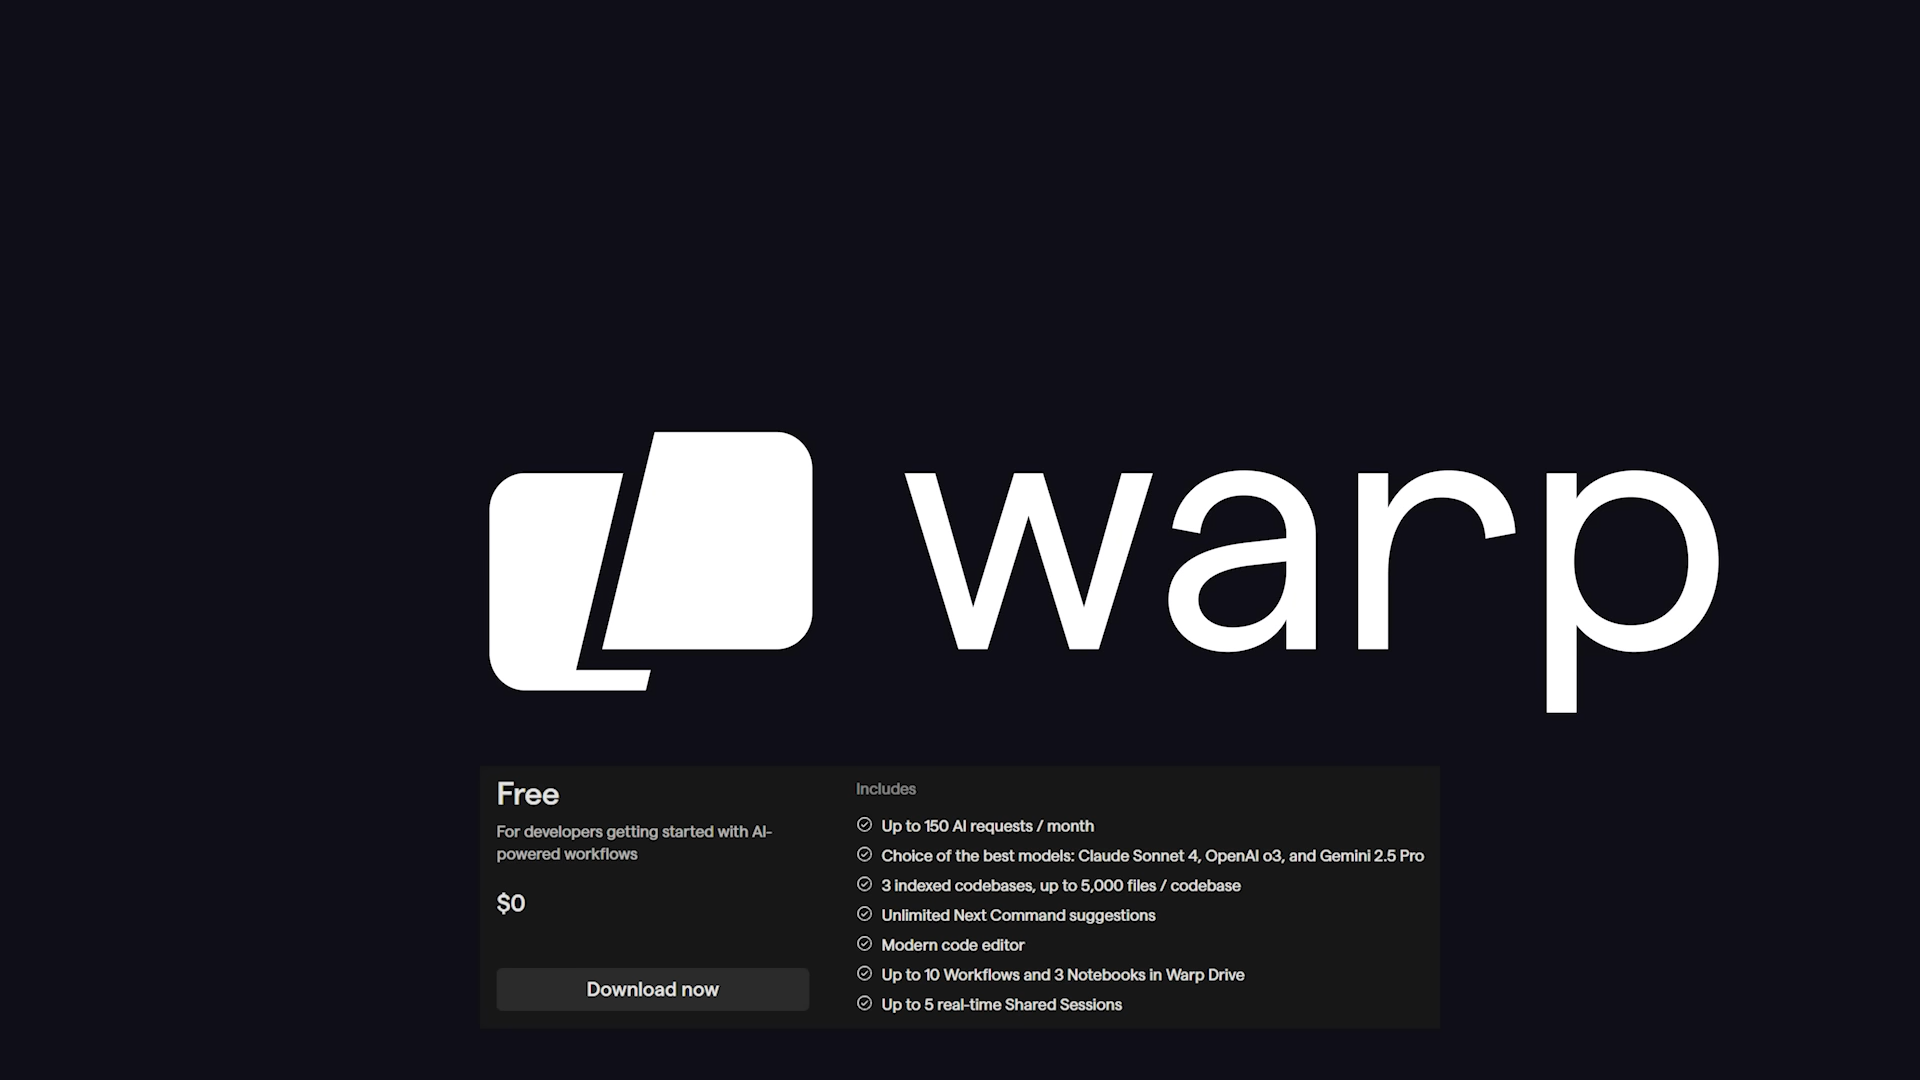 warp
Free
For developers getting started with AI-
powered workflows
$0
Download now
Includes
Up to 150 AI requests / month
Choice of the best models: Claude Sonnet 4, OpenAI o3, and Gemini 2.5 Pro
3 indexed codebases, up to 5,000 files / codebase
Unlimited Next Command suggestions
Modern code editor
Up to 10 Workflows and 3 Notebooks in Warp Drive
Up to 5 real-time Shared Sessions